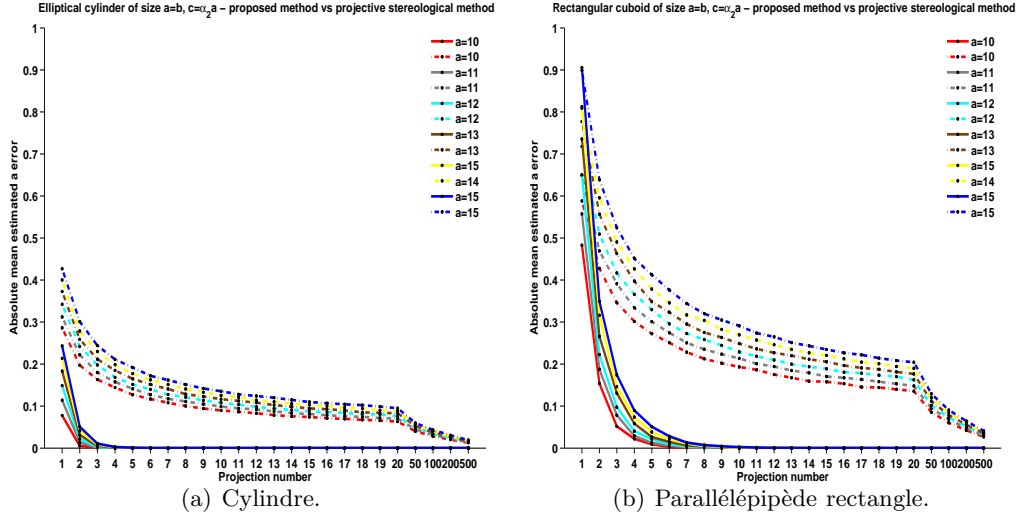 Elliptical cylinder of size a=b, c=α₂a − proposed method vs projective stereological method
Absolute mean estimated a error
1
0.9
0.8
0.7
0.6
0.5
0.4
0.3
0.2
0.1
0
a=10
a=10
a=11
a=11
a=12
a=12
a=13
a=13
a=15
a=14
a=15
a=15
1 2 3 4 5 6 7 8 9 10 11 12 13 14 15 16 17 18 19 20 50 100 200 500
Projection number
(a) Cylindre.
Rectangular cuboid of size a=b, c=α₂a − proposed method vs projective stereological method
Absolute mean estimated a error
1
0.9
0.8
0.7
0.6
0.5
0.4
0.3
0.2
0.1
0
a=10
a=10
a=11
a=11
a=12
a=12
a=13
a=13
a=15
a=14
a=15
a=15
1 2 3 4 5 6 7 8 9 10 11 12 13 14 15 16 17 18 19 20 50 100 200 500
Projection number
(b) Parallélépipède rectangle.